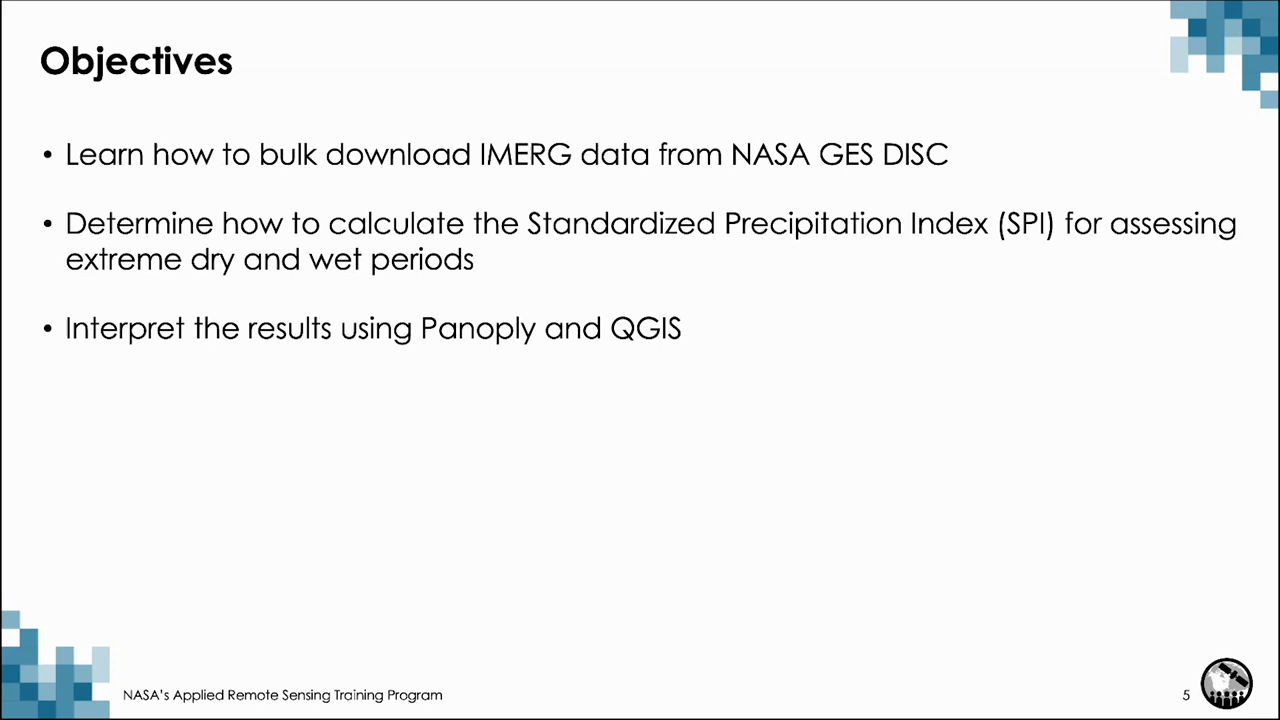 Objectives
• Learn how to bulk download IMERG data from NASA GES DISC
• Determine how to calculate the Standardized Precipitation Index (SPI) for assessing
extreme dry and wet periods
• Interpret the results using Panoply and QGIS
NASA's Applied Remote Sensing Training Program
5